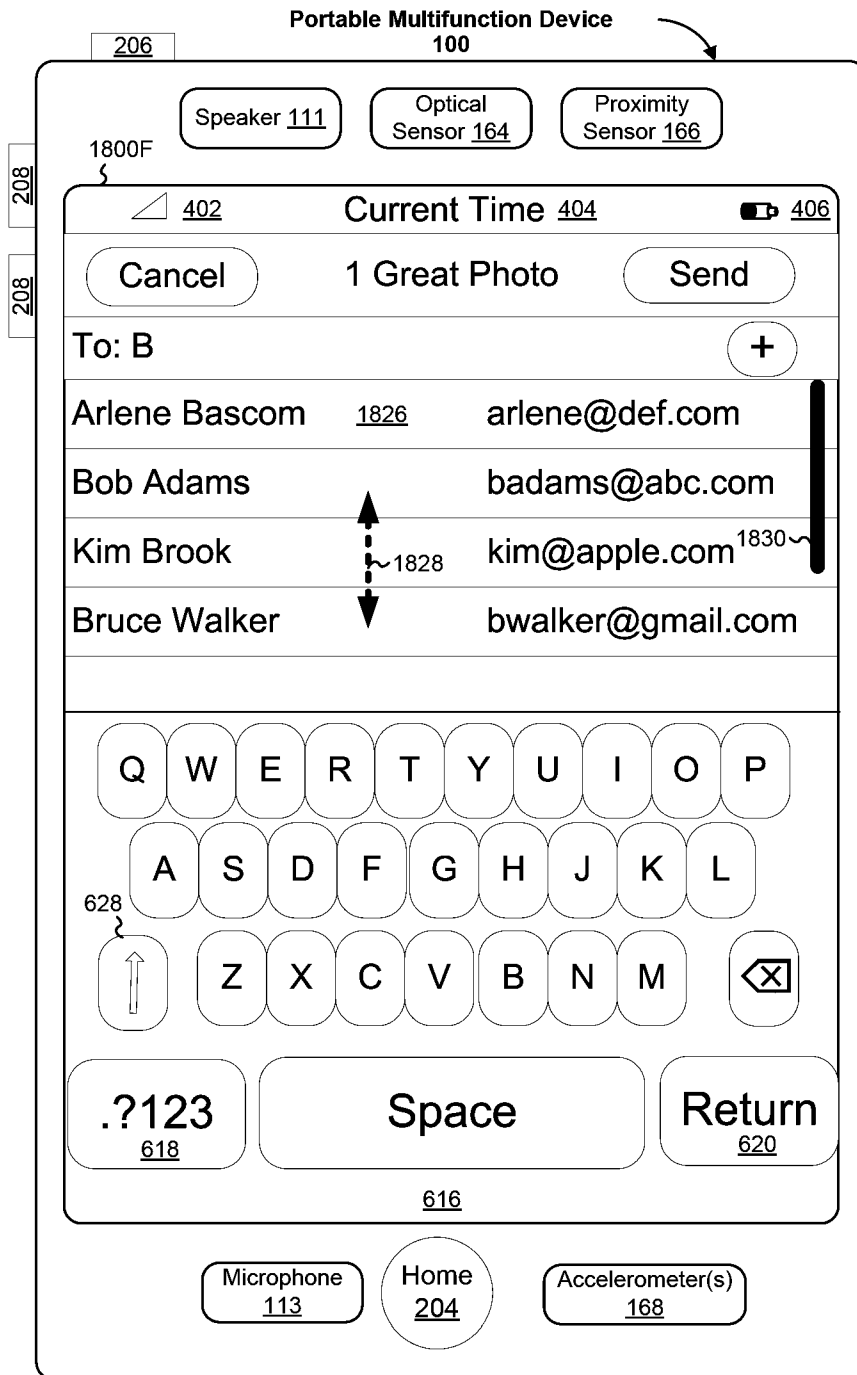 Portable Multifunction Device
100
206
Speaker 111
Optical
Sensor 164
Proximity
Sensor 166
208
208
1800F
402 Current Time 404 406
Cancel 1 Great Photo Send
To: B +
Arlene Bascom 1826 arlene@def.com
Bob Adams badams@abc.com
Kim Brook 1828 kim@apple.com 1830
Bruce Walker bwalker@gmail.com
Q W E R T Y U I O P
A S D F G H J K L
628
Z X C V B N M
.?123 Space Return
618 620
616
Microphone
113
Home
204
Accelerometer(s)
168